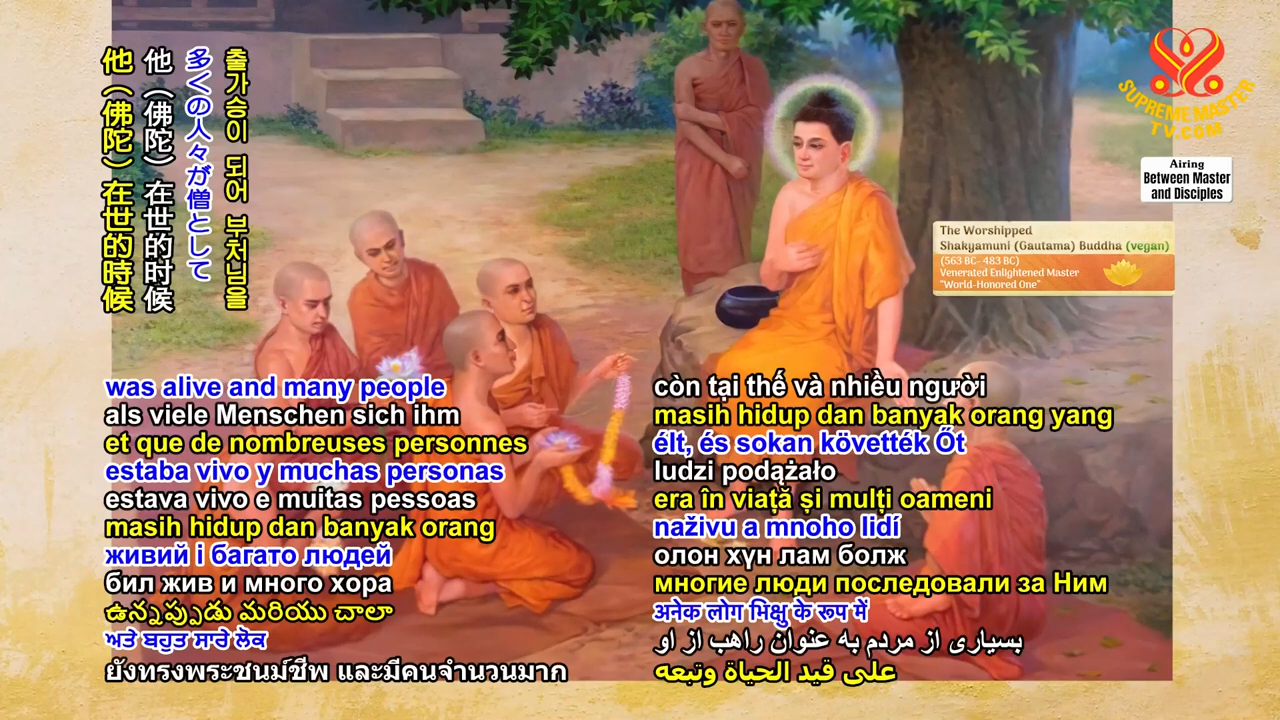 출가승이 되어 부처님을
多くの人々が僧として
他（佛陀）在世的时候
他（佛陀）在世的時候
SUPREME MASTER
TV.COM
Airing
Between Master
and Disciples
The Worshipped
Shakyamuni (Gautama) Buddha (vegan)
(563 BC- 483 BC)
Venerated Enlightened Master
"World-Honored One"
was alive and many people
als viele Menschen sich ihm
et que de nombreuses personnes
estaba vivo y muchas personas
estava vivo e muitas pessoas
masih hidup dan banyak orang
живий і багато людей
бил жив и много хора
ఉన్నప్పుడు మరియు చాలా
ਅਤੇ ਬਹੁਤ ਸਾਰੇ ਲੋਕ
ยังทรงพระชนม์ชีพ และมีคนจำนวนมาก
còn tại thế và nhiều người
masih hidup dan banyak orang yang
élt, és sokan követték Őt
ludzi podążało
era în viață și mulți oameni
naživu a mnoho lidí
олон хүн лам болж
многие люди последовали за Ним
अनेक लोग भिक्षु के रूप में
بسیاری از مردم به عنوان راهب از او
على قيد الحياة وتبعه